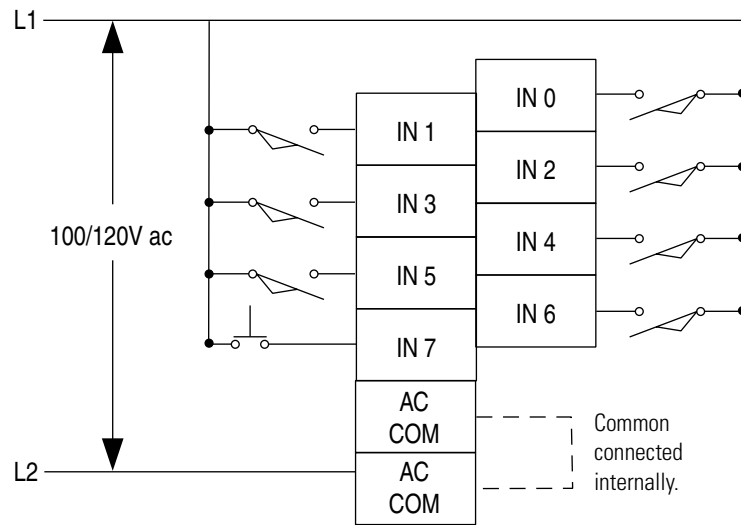 L1
IN 0
IN 1
IN 2
IN 3
100/120V ac
IN 4
IN 5
IN 6
IN 7
AC
COM
Common
connected
internally.
L2
AC
COM